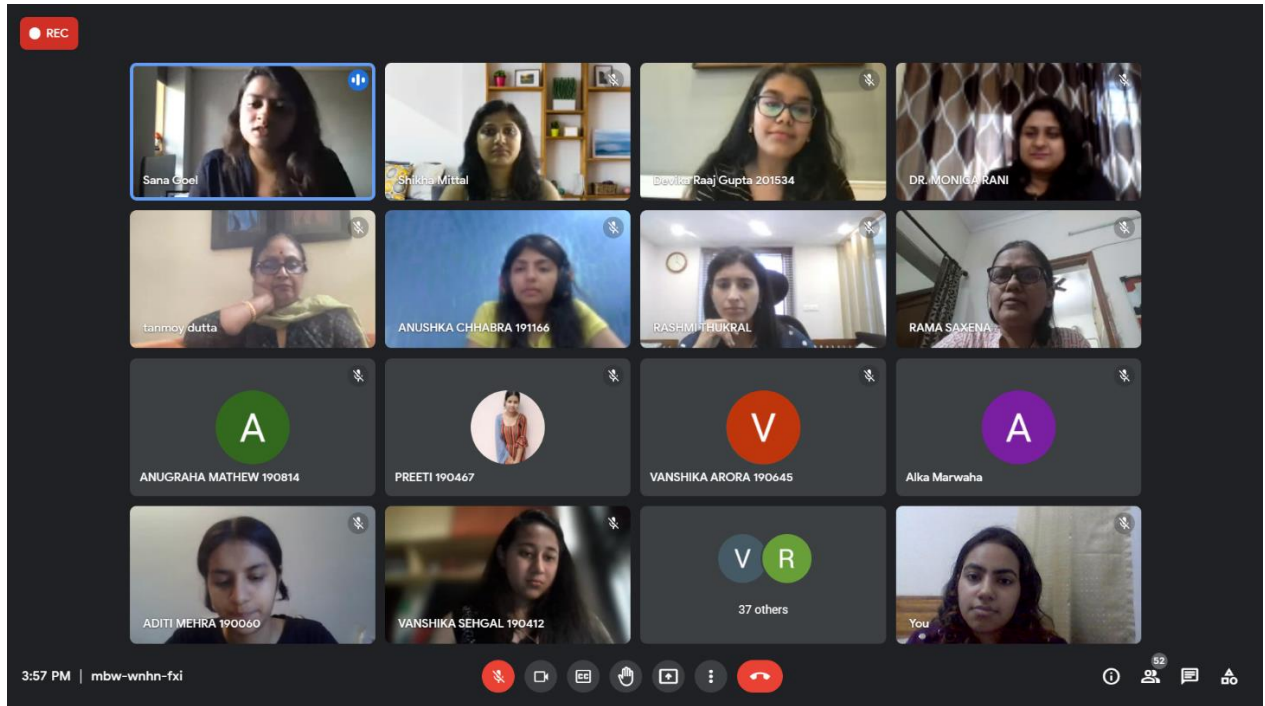 REC
Sana Goel
Shikha Mittal
Devika Raaj Gupta 201534
DR. MONICA RANI
tanmoy dutta
ANUSHKA CHHABRA 191166
RASHMI THUKRAL
RAMA SAXENA
A
V
A
ANUGRAHA MATHEW 190814
PREETI 190467
VANSHIKA ARORA 190645
Alka Marwaha
V R
37 others
ADITI MEHRA 190060
VANSHIKA SEHGAL 190412
You
3:57 PM | mbw-wnhn-fxi
CC
52